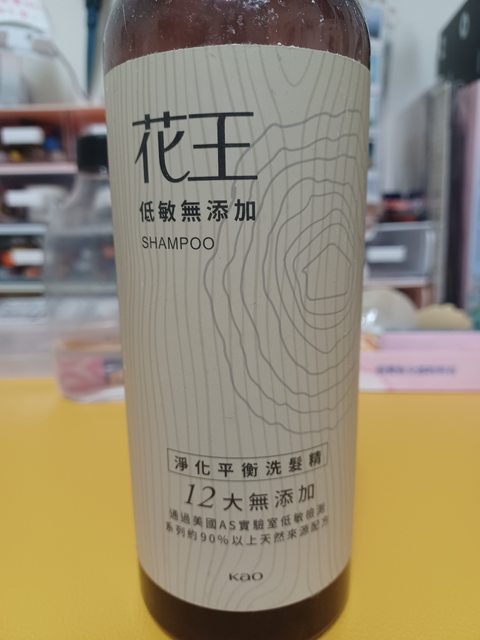 花王
低敏無添加
SHAMPOO
淨化平衡洗髮精
12大無添加
通過美國AS實驗室低敏檢測
系列約90%以上天然來源配方
Kao